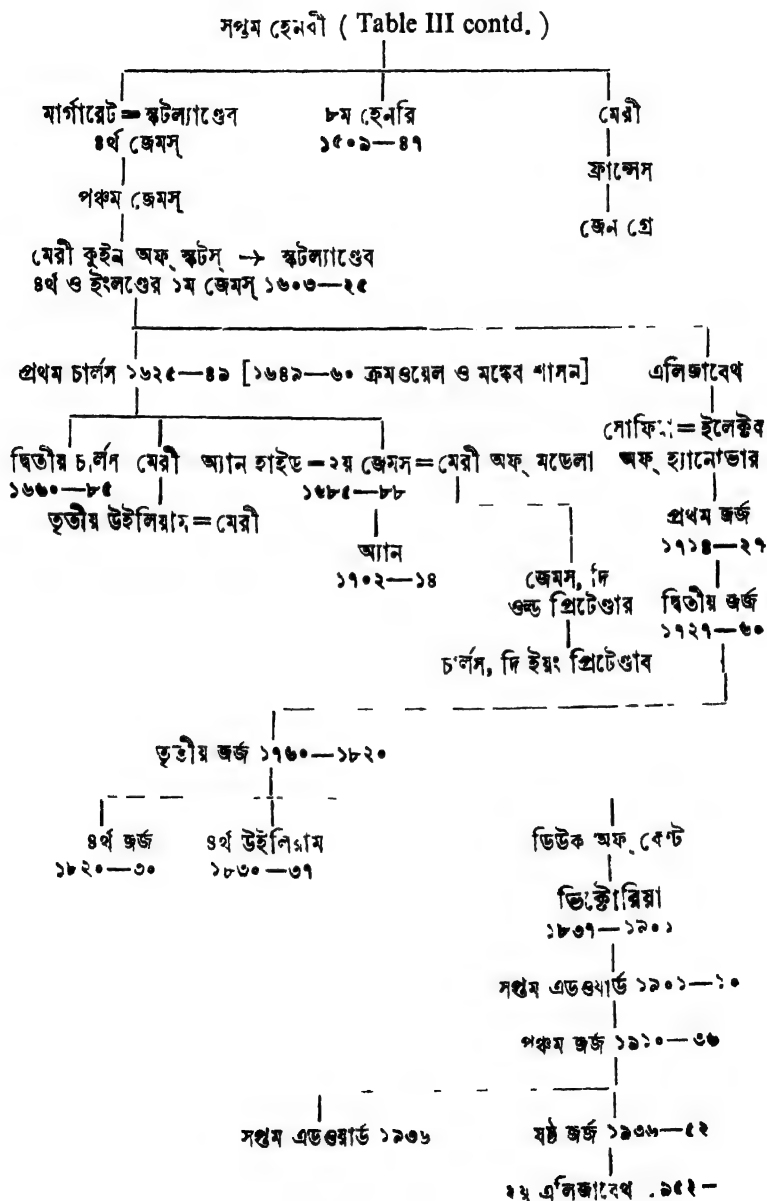 সপ্তম হেনবী ( Table III contd. )
মার্গারেট = স্কটল্যাণ্ডেব ৮ম হেনরি মেরী
৪র্থ জেমস্ ১৫০৯—৪৭
ফ্রান্সেস
পঞ্চম জেমস্
জেন গ্রে
মেরী কুইন অফ্ স্কটস্ → স্কটল্যাণ্ডেব
৪র্থ ও ইংলণ্ডের ১ম জেমস্ ১৬০৩—২৫
প্রথম চার্লস ১৬২৫—৪৯ [১৬৪৯—৬০ ক্রমওয়েল ও মঙ্কেব শাসন] এলিজাবেথ
সোফিয়া = ইলেক্টব
দ্বিতীয় চার্লস মেরী অ্যান হাইড = ২য় জেমস = মেরী অফ্ মডেনা অফ্ হ্যানোভার
১৬৬০—৮৫ ১৬৮৫—৮৮
তৃতীয় উইলিয়াম = মেরী প্রথম জর্জ
অ্যান ১৭১৪—২৭
১৭০২—১৪ জেমস, দি
ওল্ড প্রিটেণ্ডার দ্বিতীয় জর্জ
১৭২৭—৬০
চার্লস, দি ইয়ং প্রিটেণ্ডাব
তৃতীয় জর্জ ১৭৬০—১৮২০
৪র্থ জর্জ ৪র্থ উইলিয়াম ডিউক অফ্ কেণ্ট
১৮২০—৩০ ১৮৩০—৩৭
ভিক্টোরিয়া
১৮৩৭—১৯০১
সপ্তম এডওয়ার্ড ১৯০১—১০
পঞ্চম জর্জ ১৯১০—৩৬
সপ্তম এডওয়ার্ড ১৯৩৬ ষষ্ঠ জর্জ ১৯৩৬—৫২
২য় এলিজাবেথ ১৯৫২—